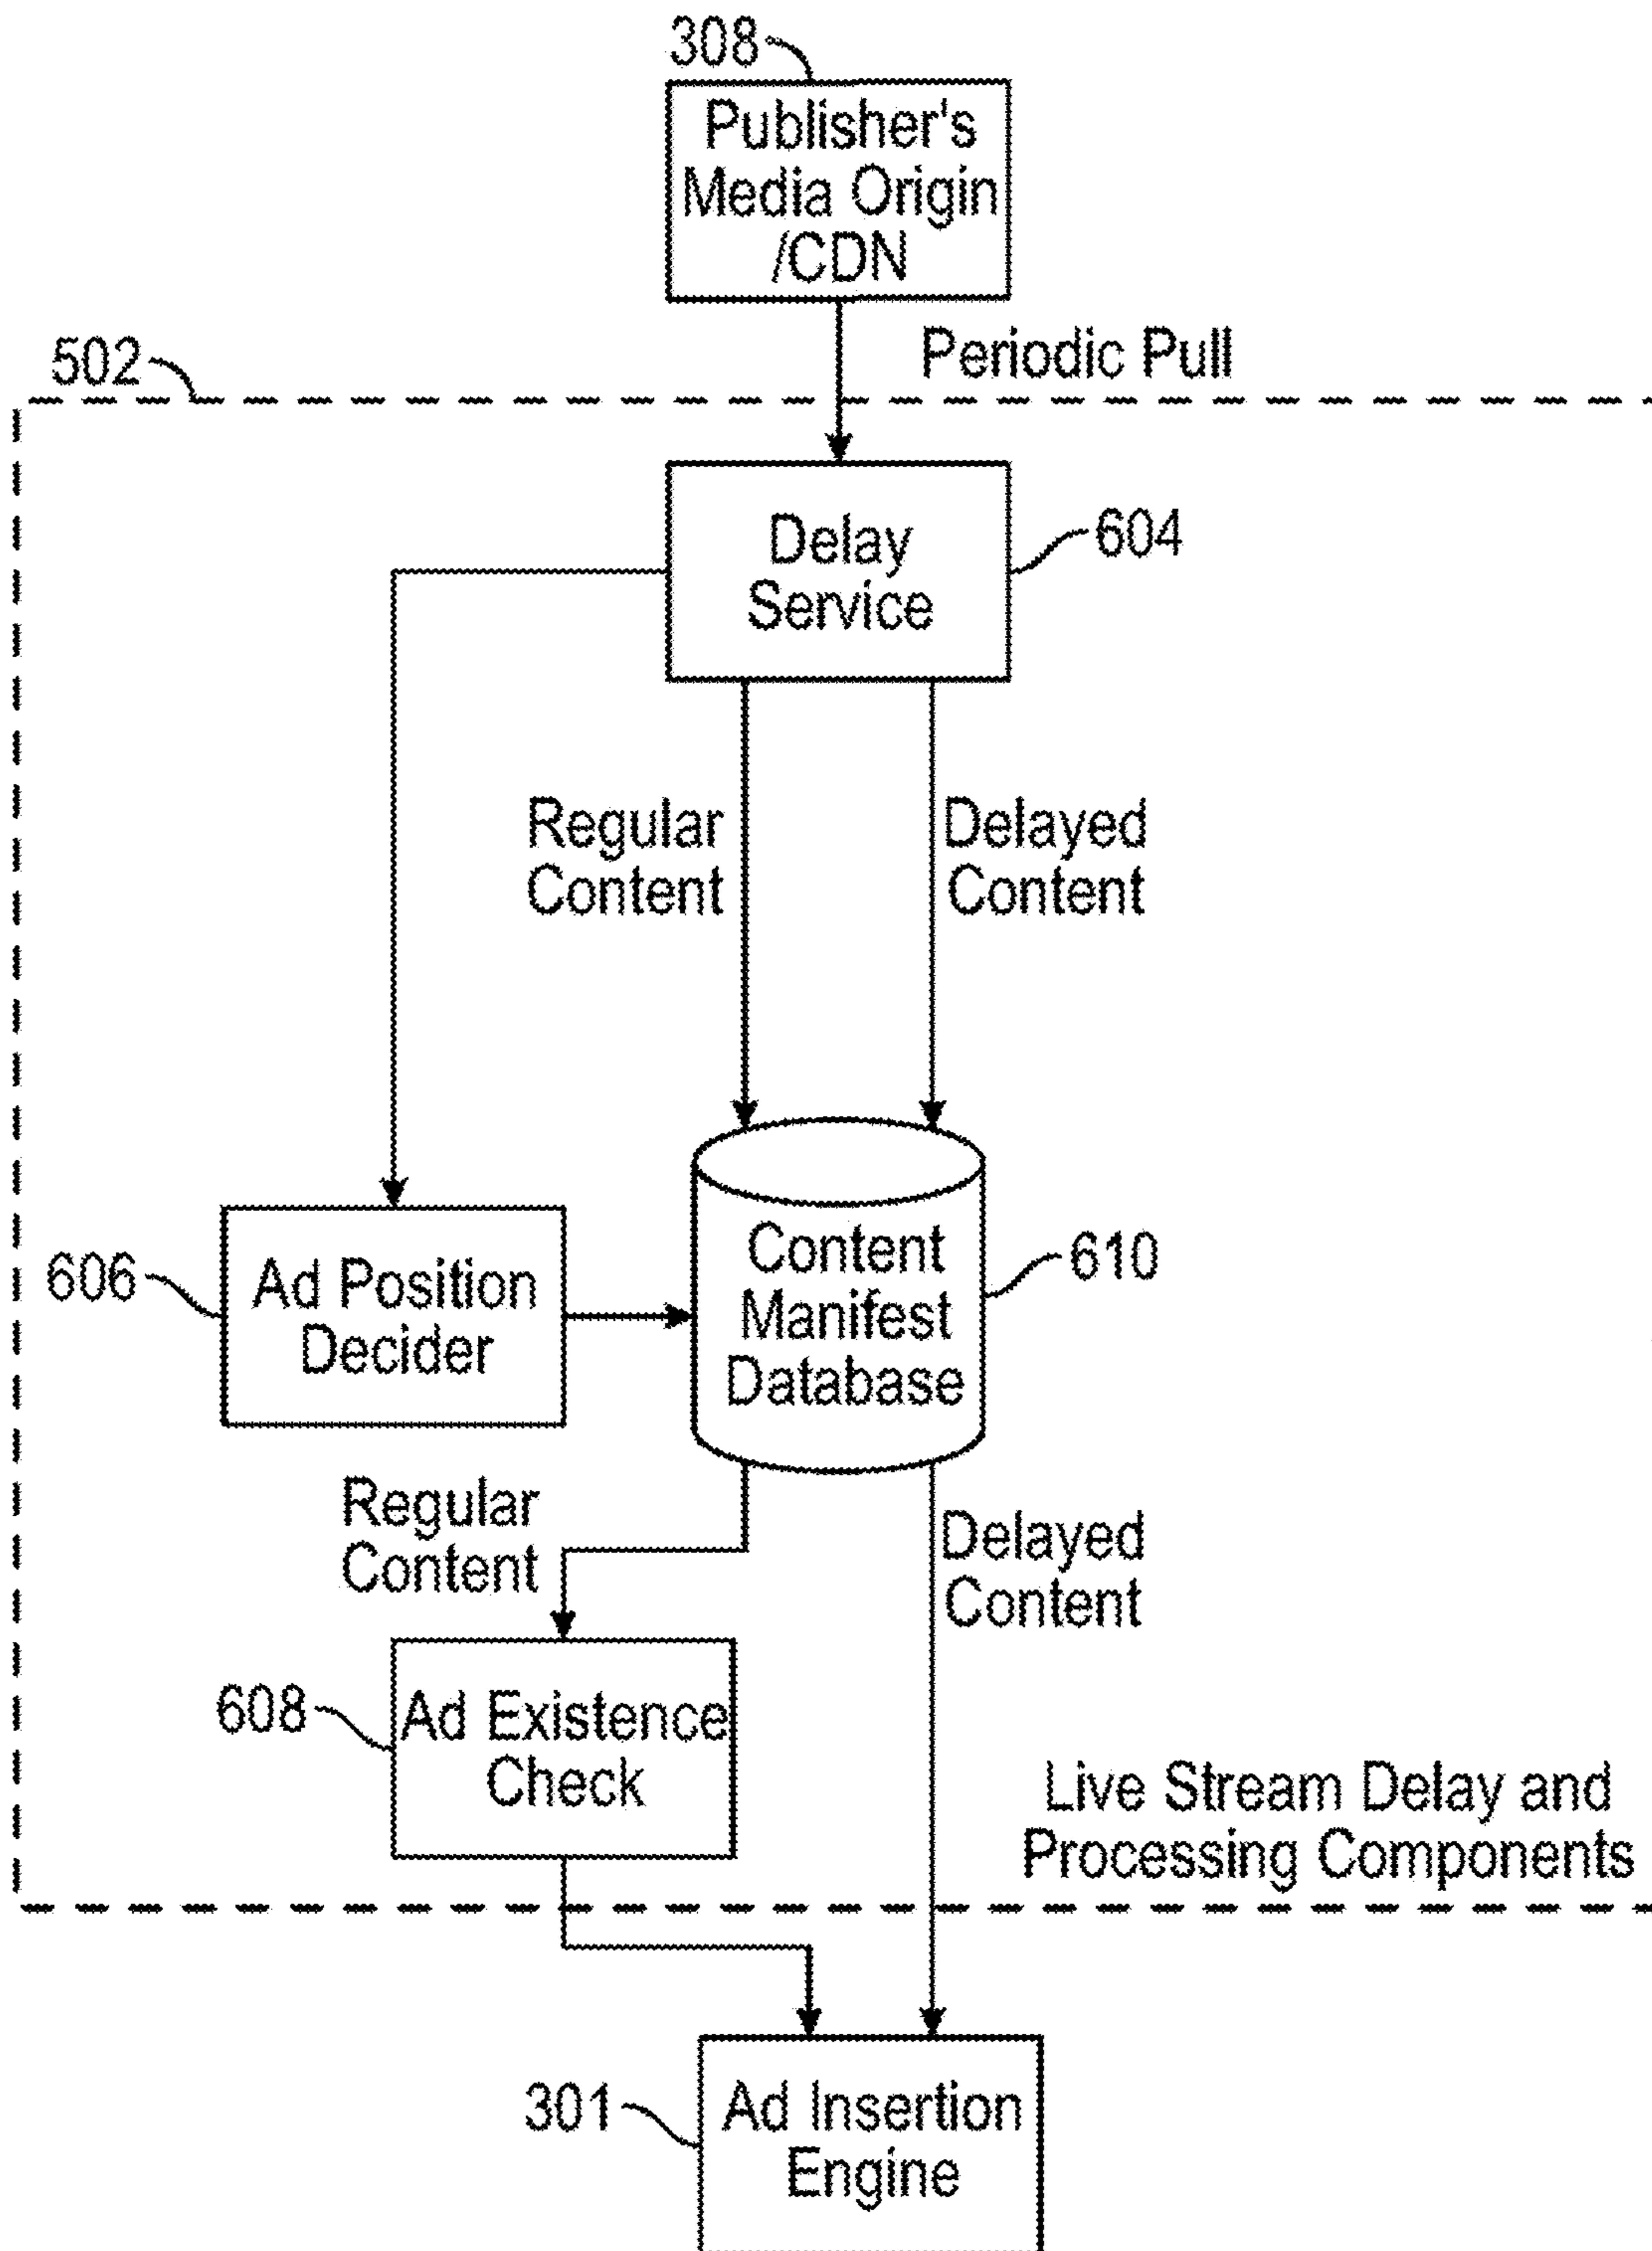 308
Publisher's
Media Origin
/CDN
502
Periodic Pull
Delay
Service
604
Regular
Content
Delayed
Content
606
Ad Position
Decider
Content
Manifest
Database
610
Regular
Content
Delayed
Content
608
Ad Existence
Check
Live Stream Delay and
Processing Components
301
Ad Insertion
Engine